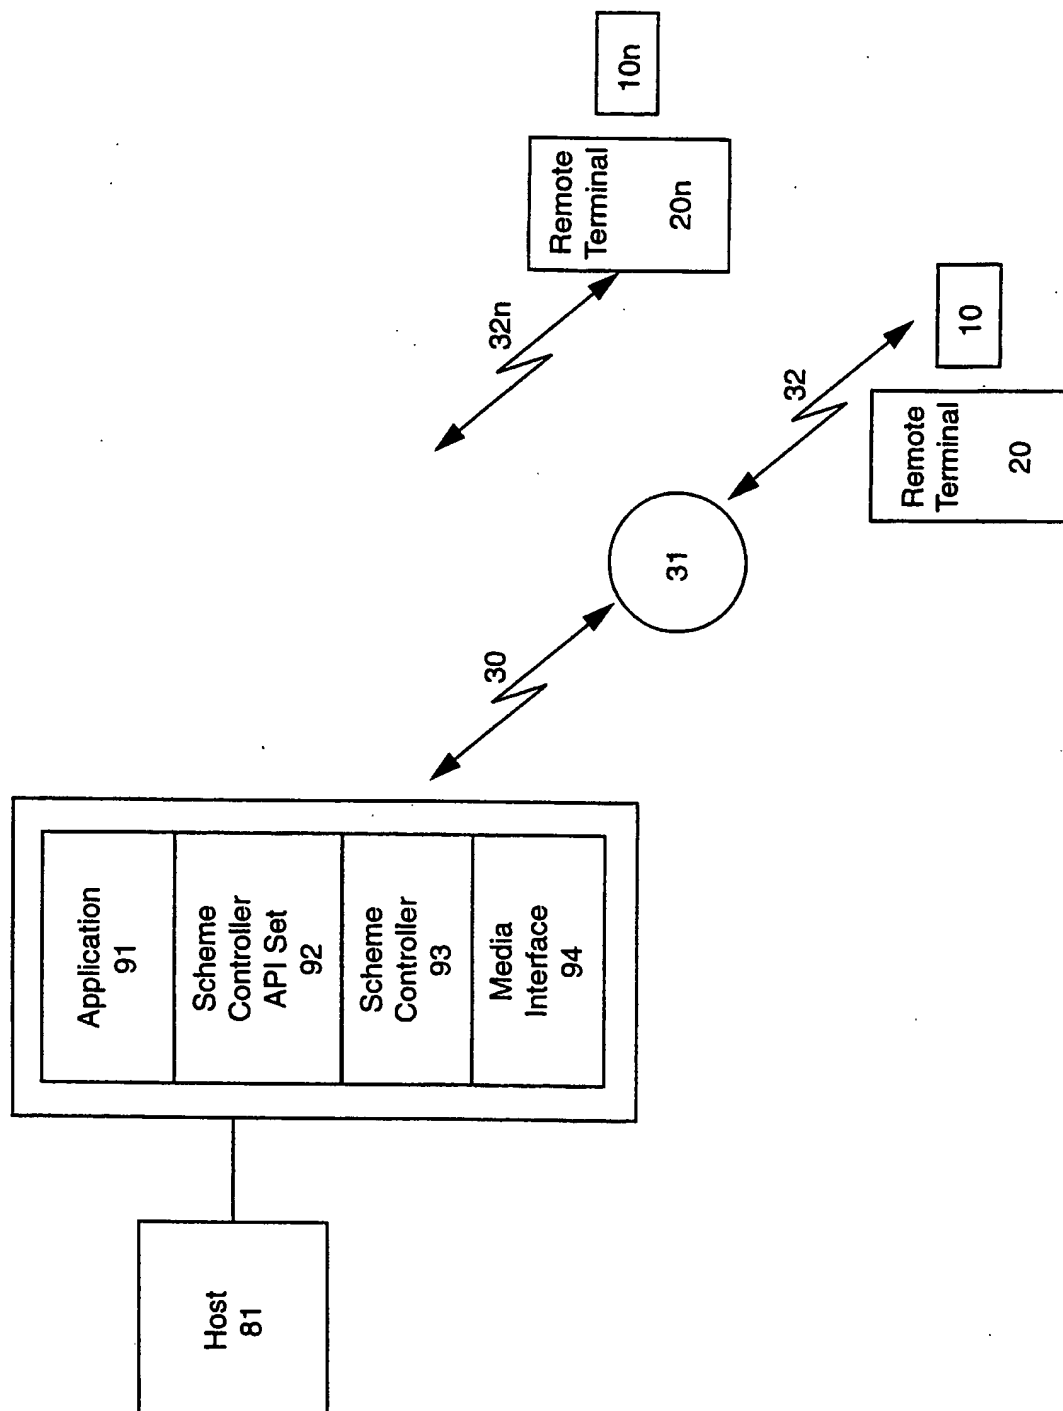 Host
81
Application
91
Scheme
Controller
API Set
92
Scheme
Controller
93
Media
Interface
94
30
31
32
32n
Remote
Terminal
20
10
Remote
Terminal
20n
10n